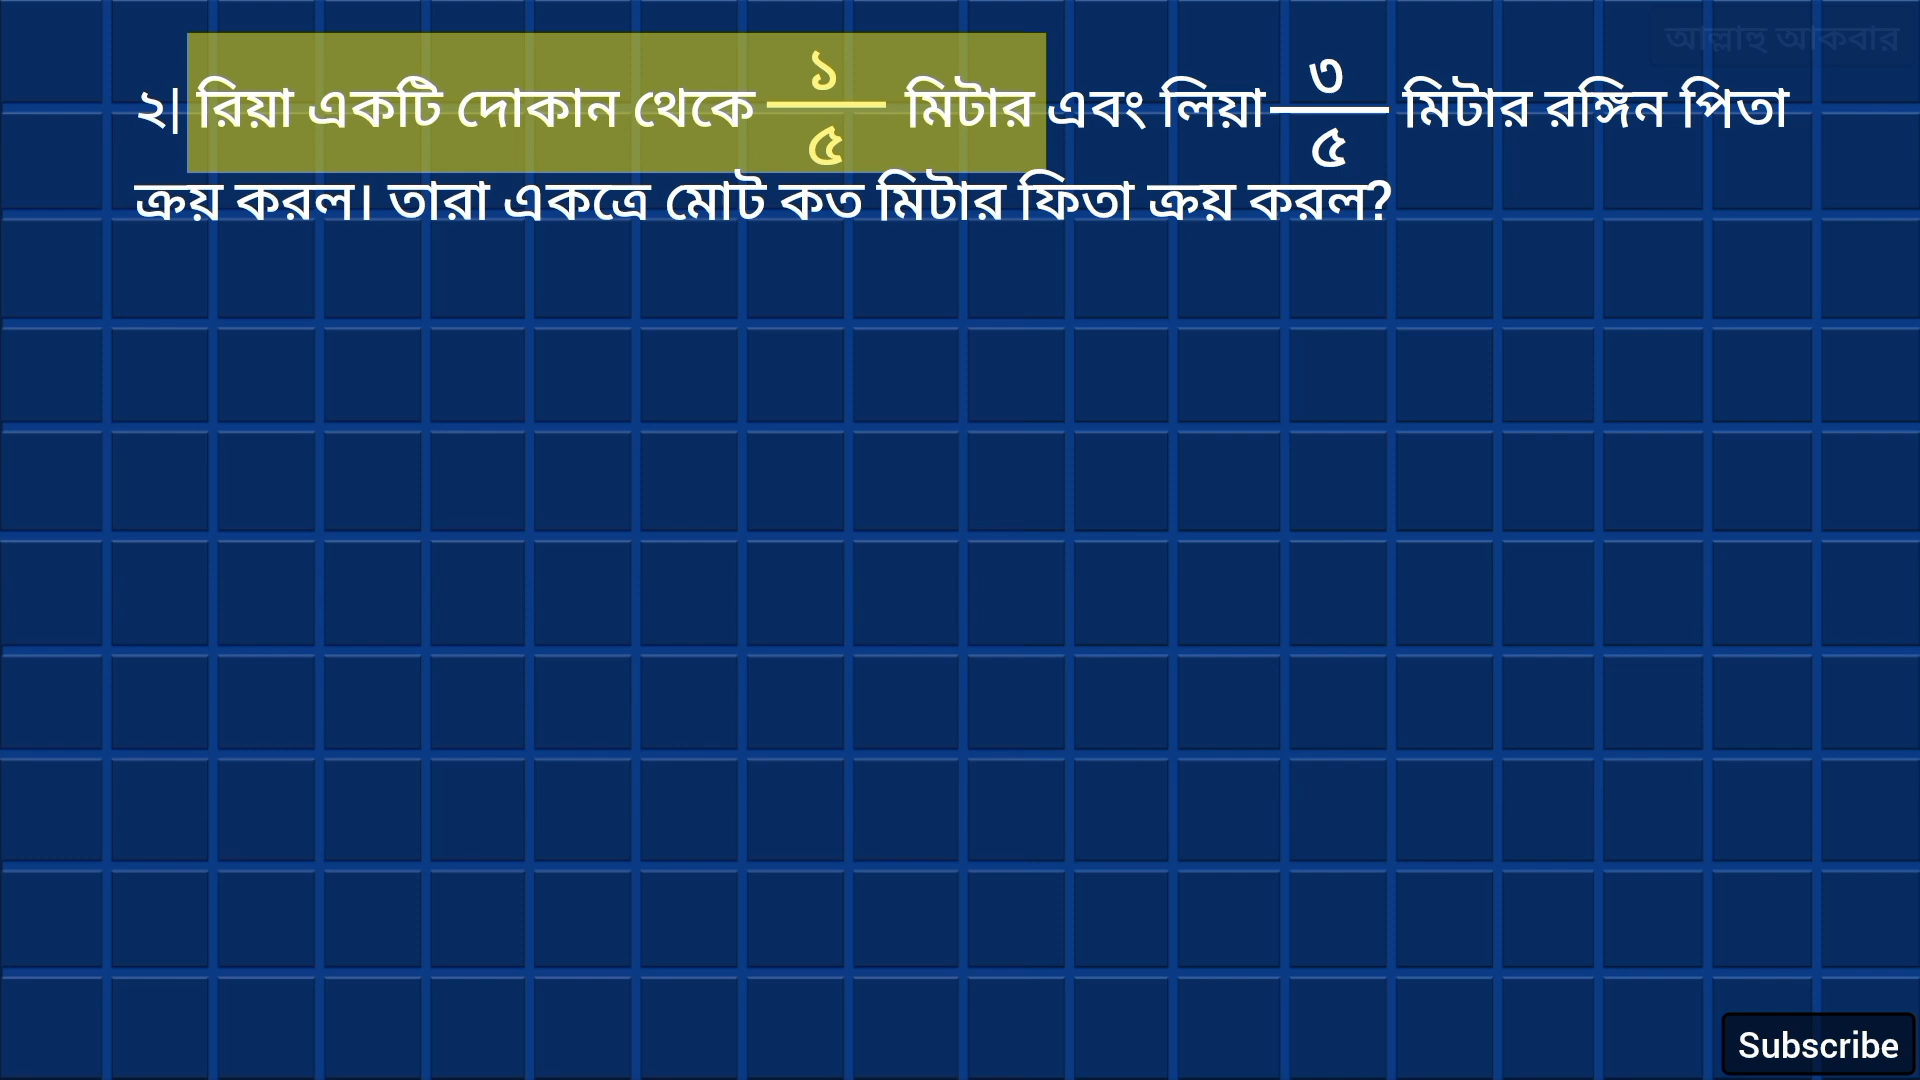 আল্লাহু আকবার
২| রিয়া একটি দোকান থেকে ১/৫ মিটার এবং লিয়া ৩/৫ মিটার রঙ্গিন পিতা
ক্রয় করল। তারা একত্রে মোট কত মিটার ফিতা ক্রয় করল?
Subscribe